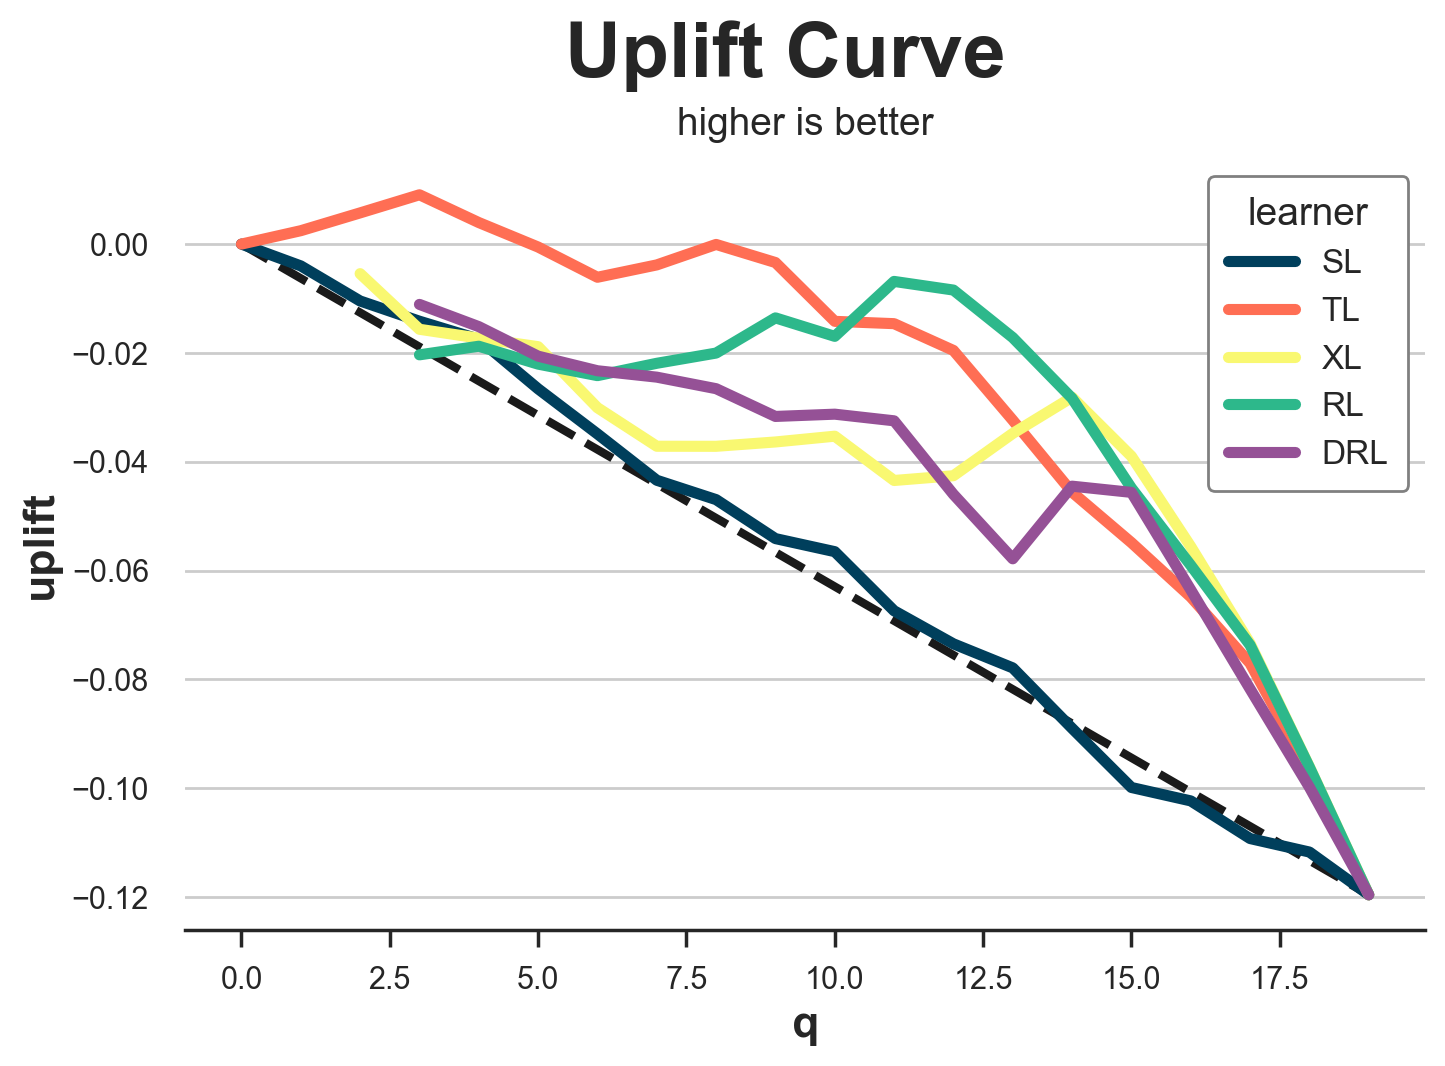 Uplift Curve
higher is better
learner
SL
TL
XL
RL
DRL
uplift
0.00
−0.02
−0.04
−0.06
−0.08
−0.10
−0.12
0.0 2.5 5.0 7.5 10.0 12.5 15.0 17.5
q